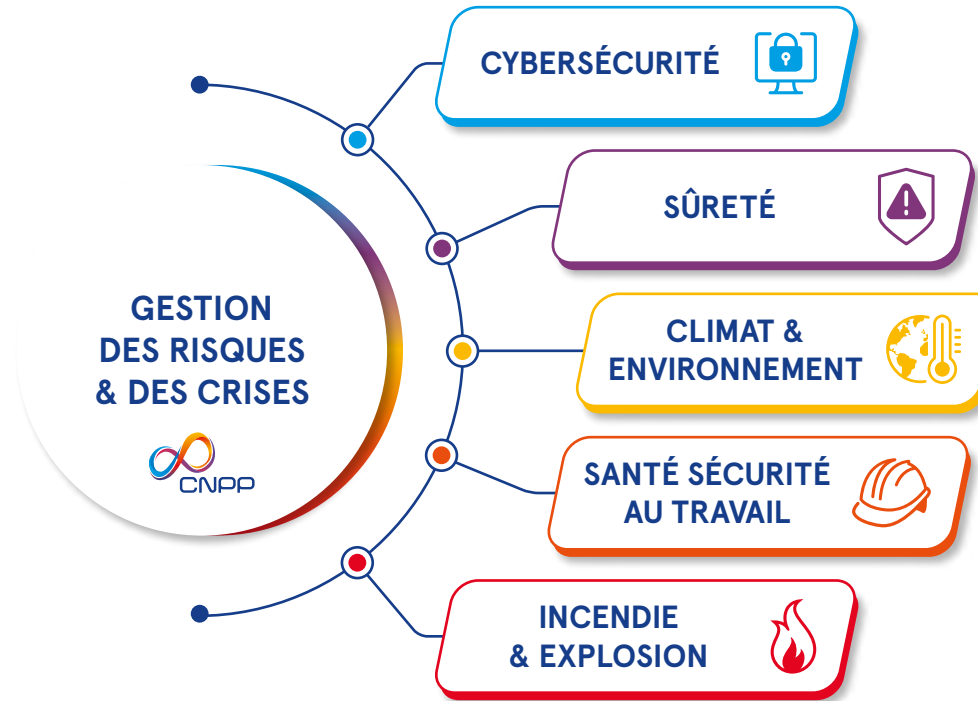 CYBERSÉCURITÉ
SÛRETÉ
GESTION
DES RISQUES
& DES CRISES
CNPP
CLIMAT &
ENVIRONNEMENT
SANTÉ SÉCURITÉ
AU TRAVAIL
INCENDIE
& EXPLOSION